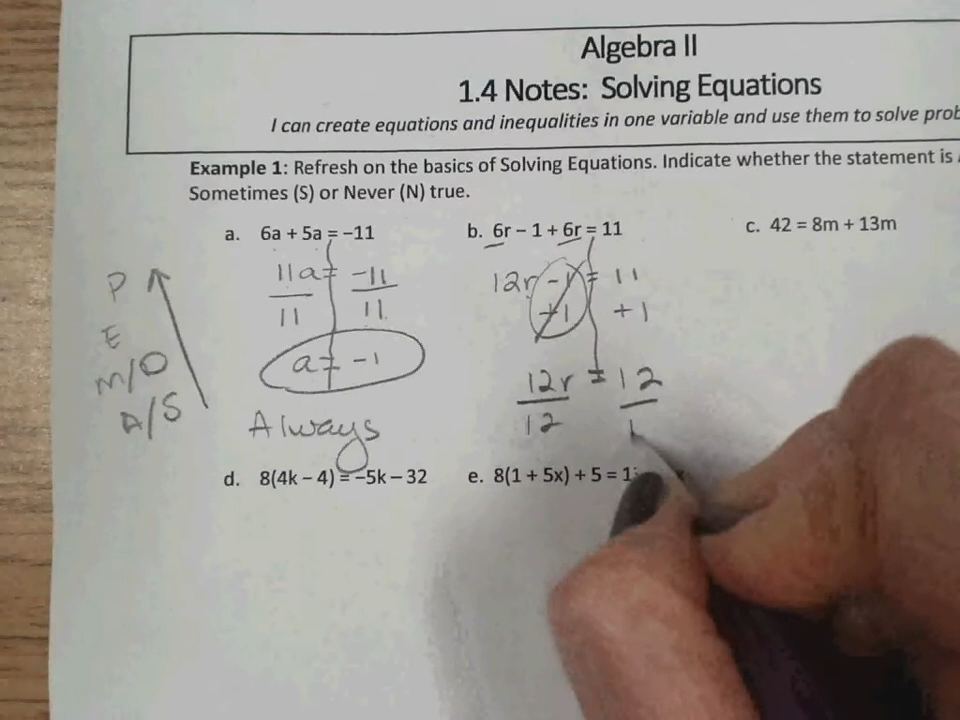 Algebra II
1.4 Notes: Solving Equations
I can create equations and inequalities in one variable and use them to solve prob
Example 1: Refresh on the basics of Solving Equations. Indicate whether the statement is
Sometimes (S) or Never (N) true.
a. 6a + 5a = −11
11a = −11
11 11
a = −1
Always
b. 6r − 1 + 6r = 11
12r − 1 = 11
+1 +1
12r = 12
12 1
c. 42 = 8m + 13m
P
E
M/D
A/S
d. 8(4k − 4) = −5k − 32
e. 8(1 + 5x) + 5 = 1